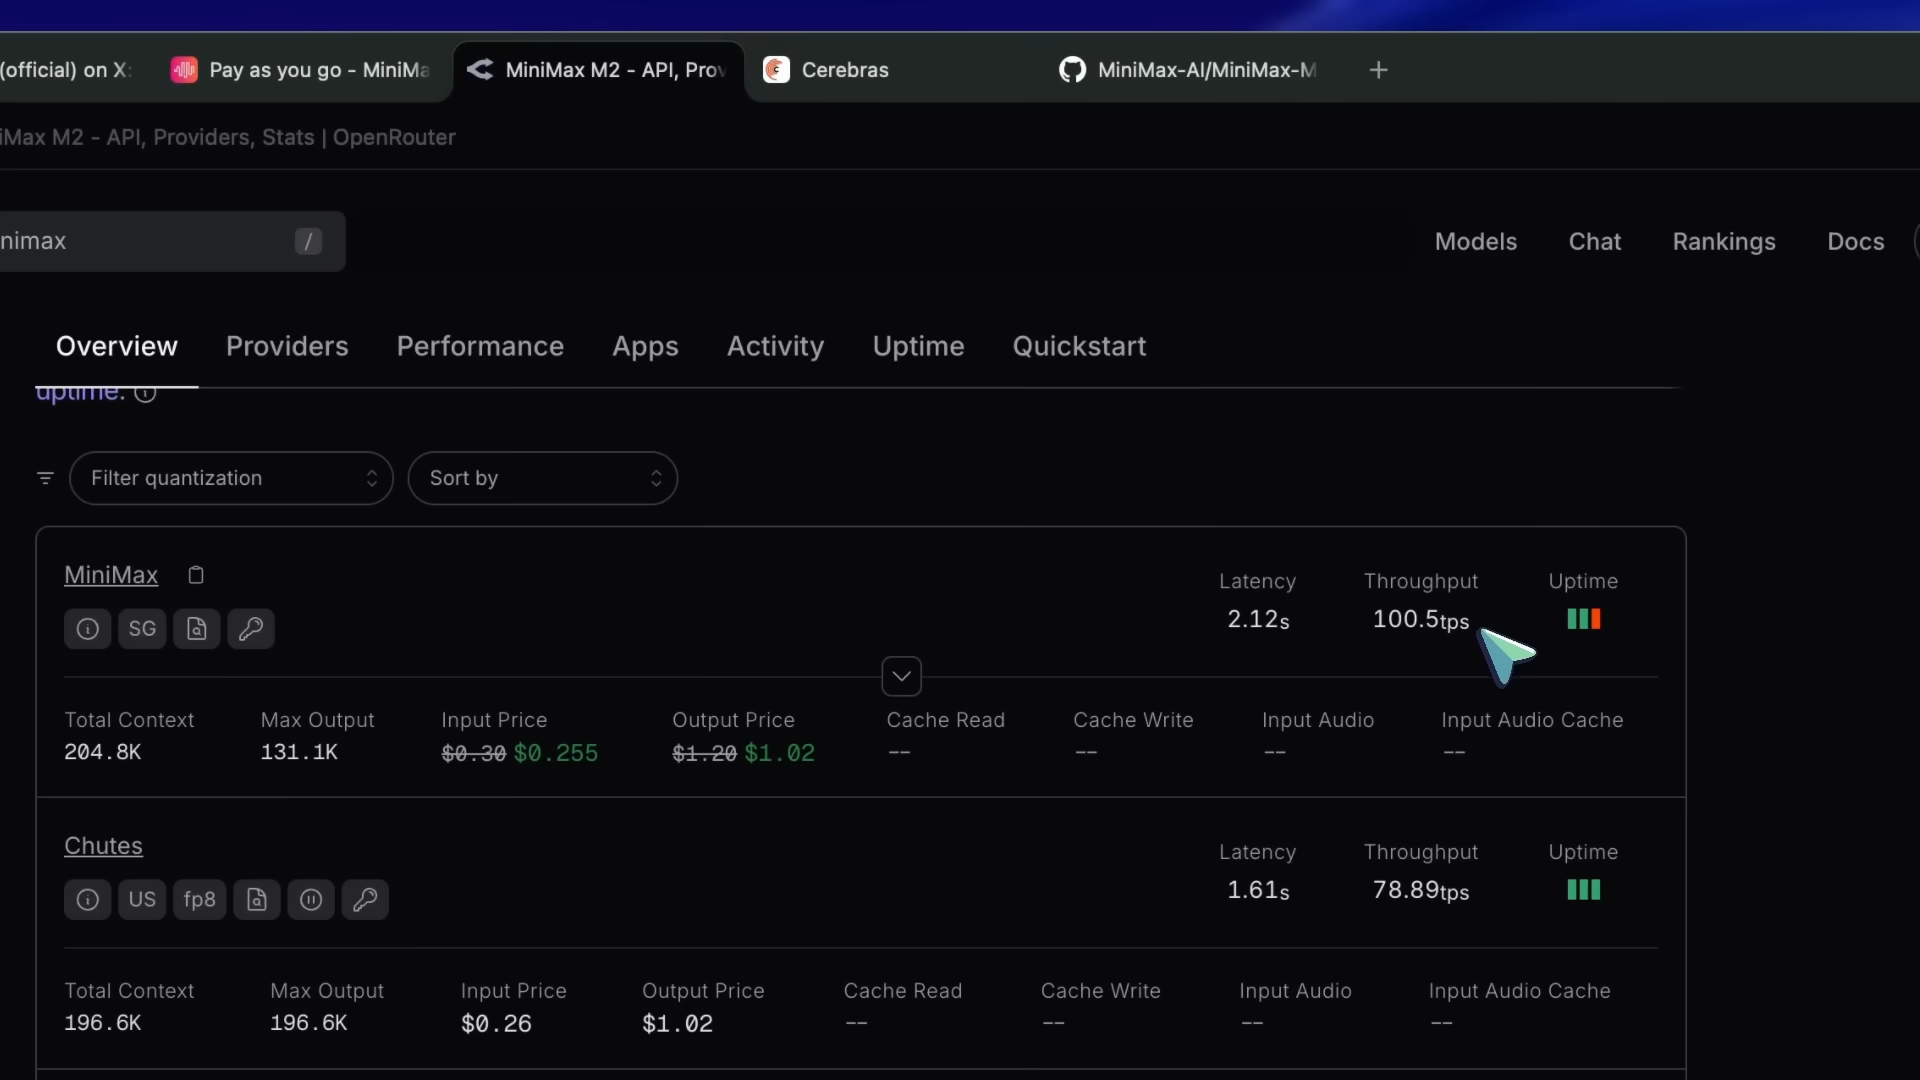 (official) on X:
Pay as you go - MiniMa
MiniMax M2 - API, Prov
Cerebras
MiniMax-AI/MiniMax-M
iMax M2 - API, Providers, Stats | OpenRouter
nimax
/
Models
Chat
Rankings
Docs
Overview
Providers
Performance
Apps
Activity
Uptime
Quickstart
uptime.
Filter quantization
Sort by
MiniMax
Latency
Throughput
Uptime
2.12s
100.5tps
SG
Total Context
Max Output
Input Price
Output Price
Cache Read
Cache Write
Input Audio
Input Audio Cache
204.8K
131.1K
$0.30 $0.255
$1.20 $1.02
--
--
--
--
Chutes
Latency
Throughput
Uptime
1.61s
78.89tps
US
fp8
Total Context
Max Output
Input Price
Output Price
Cache Read
Cache Write
Input Audio
Input Audio Cache
196.6K
196.6K
$0.26
$1.02
--
--
--
--